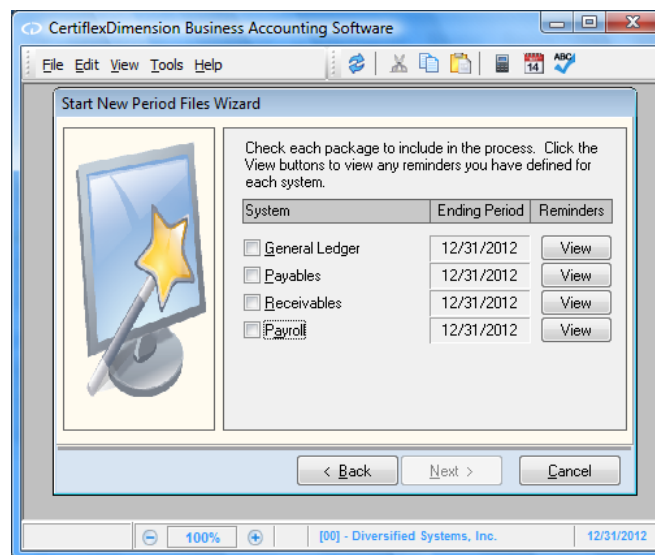 CertiflexDimension Business Accounting Software
File Edit View Tools Help
14 ABC
Start New Period Files Wizard
Check each package to include in the process. Click the
View buttons to view any reminders you have defined for
each system.
System Ending Period Reminders
General Ledger 12/31/2012 View
Payables 12/31/2012 View
Receivables 12/31/2012 View
Payroll 12/31/2012 View
< Back Next > Cancel
100% [00] - Diversified Systems, Inc. 12/31/2012